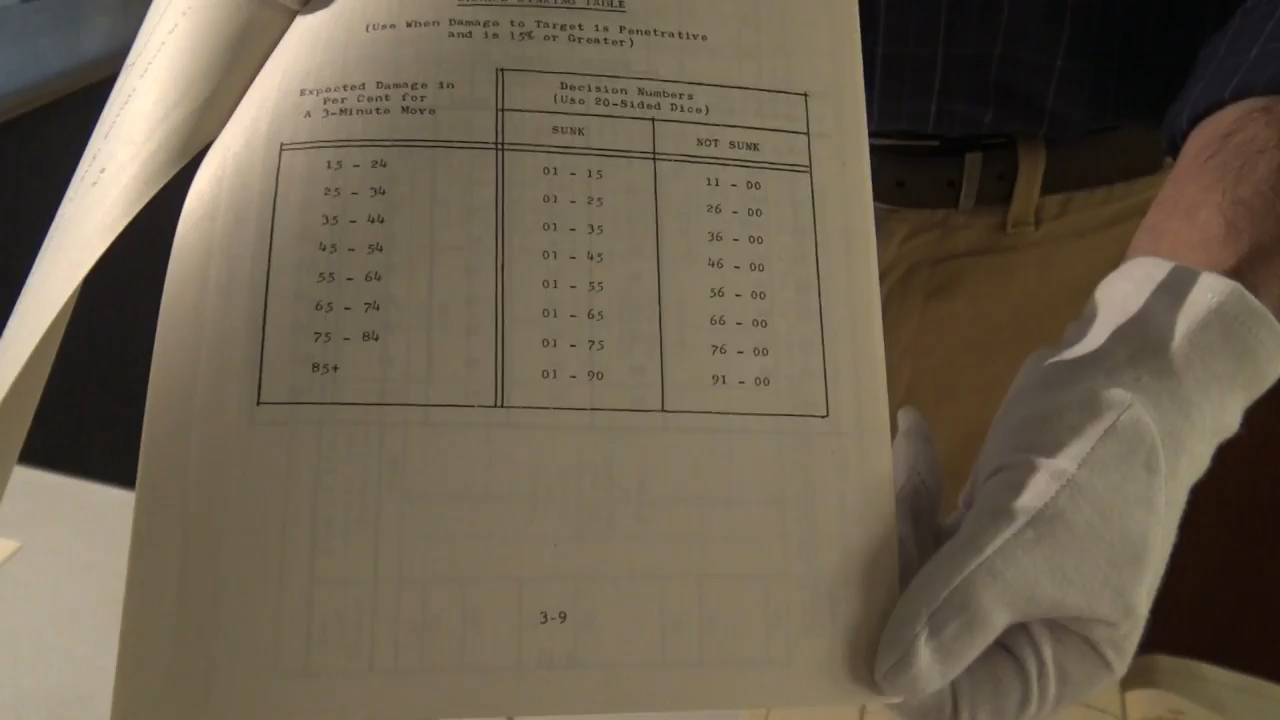 TABLE
(Use When Damage to Target is Penetrative
and is 15% or Greater)
Expected Damage in
Per Cent for
A 3-Minute Move
Decision Numbers
(Use 20-Sided Dice)
SUNK NOT SUNK
15 - 24 01 - 15 11 - 00
25 - 34 01 - 25 26 - 00
35 - 44 01 - 35 36 - 00
45 - 54 01 - 45 46 - 00
55 - 64 01 - 55 56 - 00
65 - 74 01 - 65 66 - 00
75 - 84 01 - 75 76 - 00
85+ 01 - 90 91 - 00
3-9